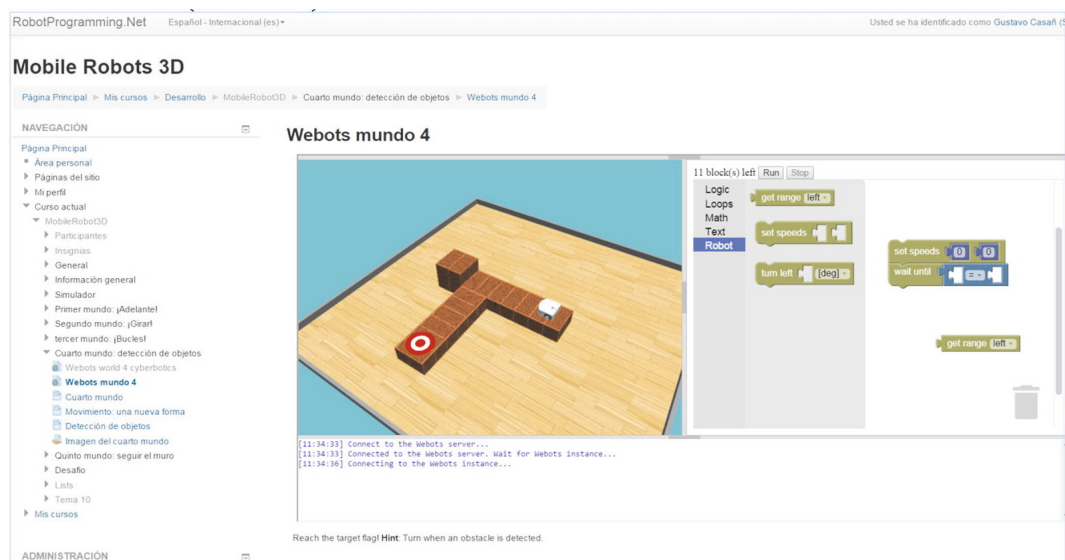 RobotProgramming.Net Español - Internacional (es) Usted se ha identificado como Gustavo Casañ (S
Mobile Robots 3D
Página Principal Mis cursos Desarrollo MobileRobot3D Cuarto mundo: detección de objetos Webots mundo 4
NAVEGACIÓN
Página Principal
Área personal
Páginas del sitio
Mi perfil
Curso actual
MobileRobot3D
Participantes
Insignias
General
Información general
Simulador
Primer mundo: ¡Adelante!
Segundo mundo: ¡Girar!
tercer mundo: ¡Bucles!
Cuarto mundo: detección de objetos
Webots world 4 cyberbotics
Webots mundo 4
Cuarto mundo
Movimiento: una nueva forma
Detección de objetos
Imagen del cuarto mundo
Quinto mundo: seguir el muro
Desafio
Lists
Tema 10
Mis cursos
ADMINISTRACIÓN
Webots mundo 4
11 block(s) left Run Stop
Logic
Loops
Math
Text
Robot
get range left
set speeds
turn left [deg]
set speeds 0 0
wait until =
get range left
[11:34:33] Connect to the Webots server...
[11:34:33] Connected to the Webots server. Wait for Webots instance...
[11:34:36] Connecting to the Webots instance...
Reach the target flag! Hint: Turn when an obstacle is detected.